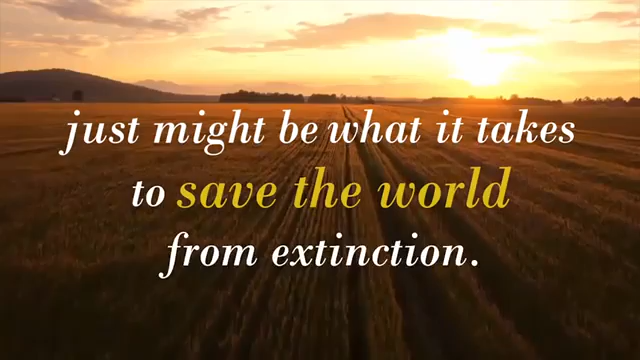 just might be what it takes
to save the world
from extinction.